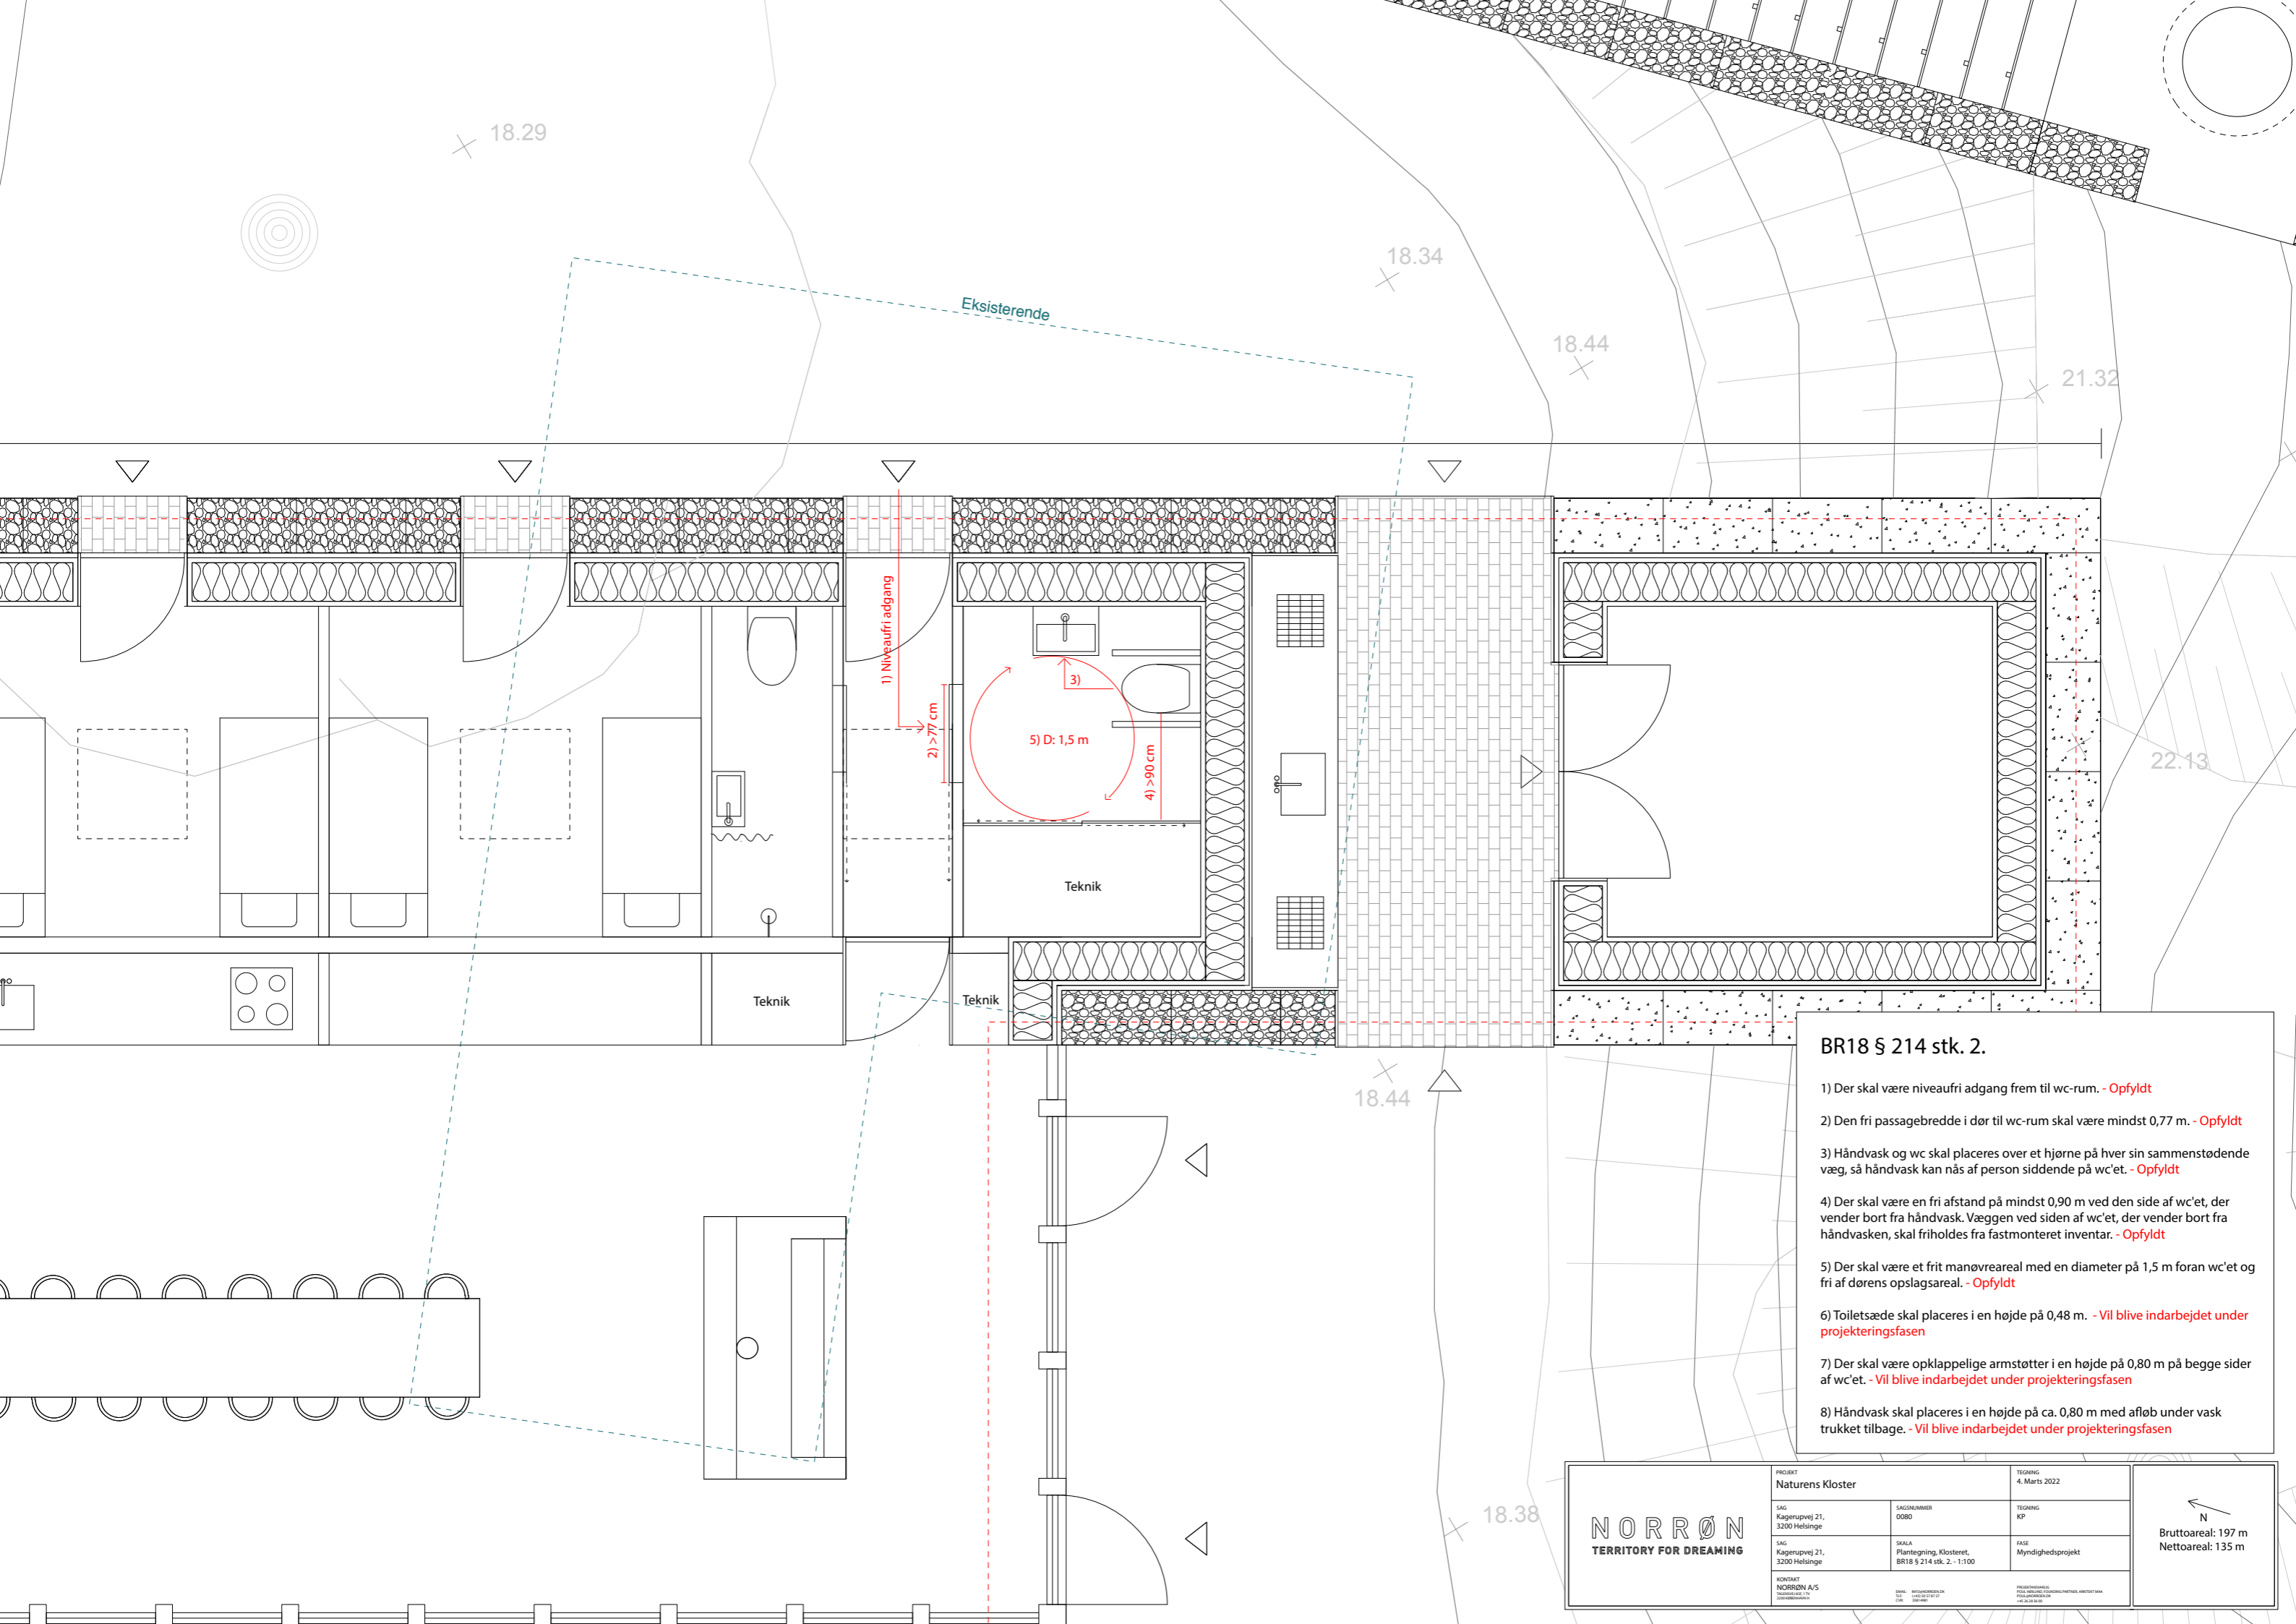 18.29
18.34
Eksisterende
18.44
21.32
1) Niveaufri adgang
2) >77 cm
3)
5) D: 1,5 m
4) >90 cm
22.13
Teknik
Teknik
Teknik
18.44
18.38
BR18 § 214 stk. 2.
1) Der skal være niveaufri adgang frem til wc-rum. - Opfyldt
2) Den fri passagebredde i dør til wc-rum skal være mindst 0,77 m. - Opfyldt
3) Håndvask og wc skal placeres over et hjørne på hver sin sammenstødende
væg, så håndvask kan nås af person siddende på wc'et. - Opfyldt
4) Der skal være en fri afstand på mindst 0,90 m ved den side af wc'et, der
vender bort fra håndvask. Væggen ved siden af wc'et, der vender bort fra
håndvasken, skal friholdes fra fastmonteret inventar. - Opfyldt
5) Der skal være et frit manøvreareal med en diameter på 1,5 m foran wc'et og
fri af dørens opslagsareal. - Opfyldt
6) Toiletsæde skal placeres i en højde på 0,48 m. - Vil blive indarbejdet under
projekteringsfasen
7) Der skal være opklappelige armstøtter i en højde på 0,80 m på begge sider
af wc'et. - Vil blive indarbejdet under projekteringsfasen
8) Håndvask skal placeres i en højde på ca. 0,80 m med afløb under vask
trukket tilbage. - Vil blive indarbejdet under projekteringsfasen
NORRØN
TERRITORY FOR DREAMING
PROJEKT
Naturens Kloster
TEGNING
4. Marts 2022
SAG
Kagerupvej 21,
3200 Helsinge
SAGSNUMMER
0080
TEGNING
KP
SAG
Kagerupvej 21,
3200 Helsinge
SKALA
Plantegning, Klosteret,
BR18 § 214 stk. 2. - 1:100
FASE
Myndighedsprojekt
KONTAKT
NORRØN A/S
N
Bruttoareal: 197 m
Nettoareal: 135 m